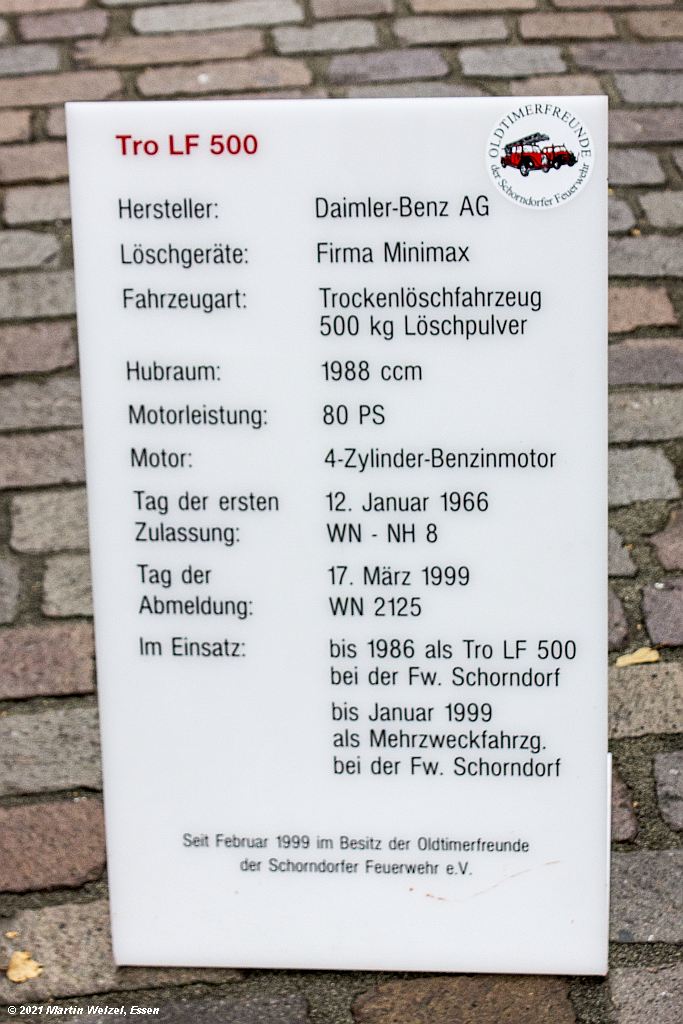 Tro LF 500
OLDTIMERFREUNDE
der Schorndorfer Feuerwehr
Hersteller: Daimler-Benz AG
Löschgeräte: Firma Minimax
Fahrzeugart: Trockenlöschfahrzeug
500 kg Löschpulver
Hubraum: 1988 ccm
Motorleistung: 80 PS
Motor: 4-Zylinder-Benzinmotor
Tag der ersten 12. Januar 1966
Zulassung: WN - NH 8
Tag der 17. März 1999
Abmeldung: WN 2125
Im Einsatz: bis 1986 als Tro LF 500
bei der Fw. Schorndorf
bis Januar 1999
als Mehrzweckfahrzg.
bei der Fw. Schorndorf
Seit Februar 1999 im Besitz der Oldtimerfreunde
der Schorndorfer Feuerwehr e.V.
© 2021 Martin Welzel, Essen